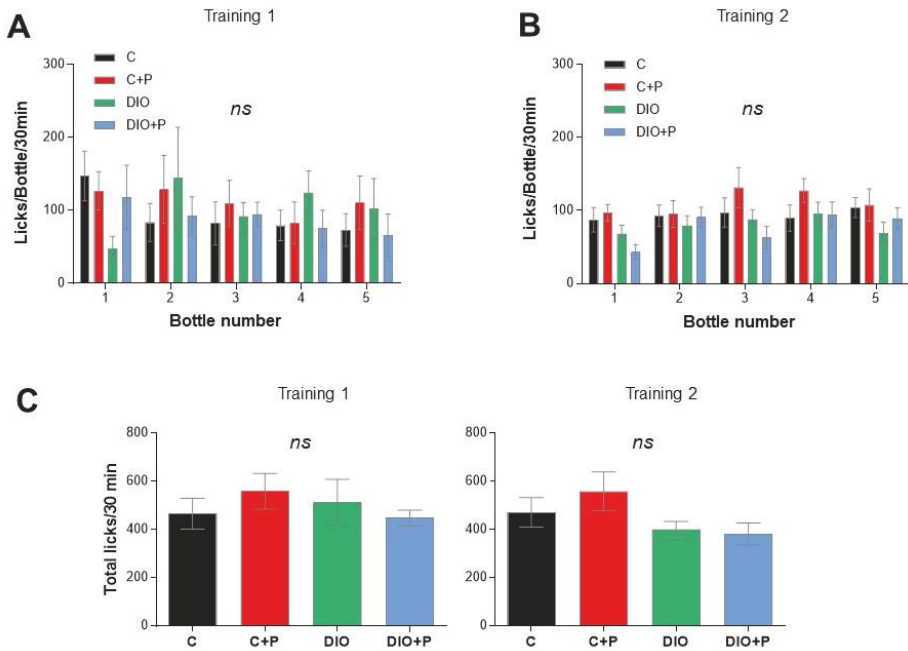 A
Training 1
Licks/Bottle/30min
300
200
100
0
C
C+P
DIO
DIO+P
ns
1 2 3 4 5
Bottle number
B
Training 2
Licks/Bottle/30min
300
200
100
0
C
C+P
DIO
DIO+P
ns
1 2 3 4 5
Bottle number
C
Training 1
Total licks/30 min
800
600
400
200
0
ns
C C+P DIO DIO+P
Training 2
800
600
400
200
0
ns
C C+P DIO DIO+P